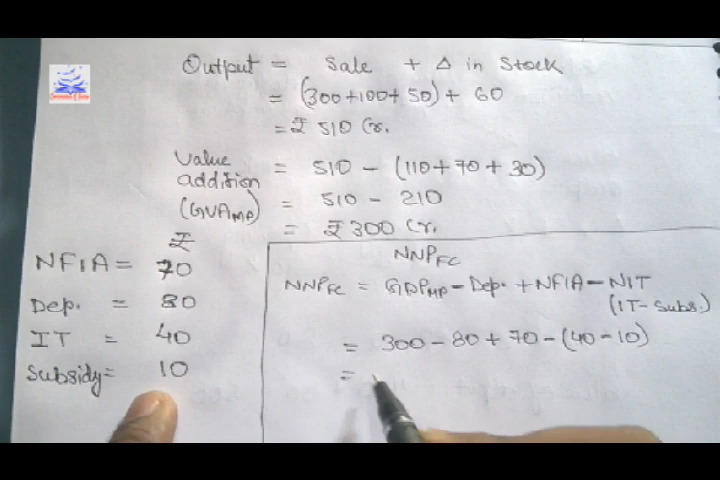 Output = Sale + Δ in Stock
= (300+100+50) + 60
= ₹ 510 Cr.
Value addition (GVAMP) = 510 - (110+70+30)
= 510 - 210
= ₹ 300 Cr.
₹
NFIA = 70
Dep. = 80
IT = 40
Subsidy = 10
NNPFC
NNPFC = GDPMP - Dep. + NFIA - NIT
(IT - Subs.)
= 300 - 80 + 70 - (40 - 10)
=